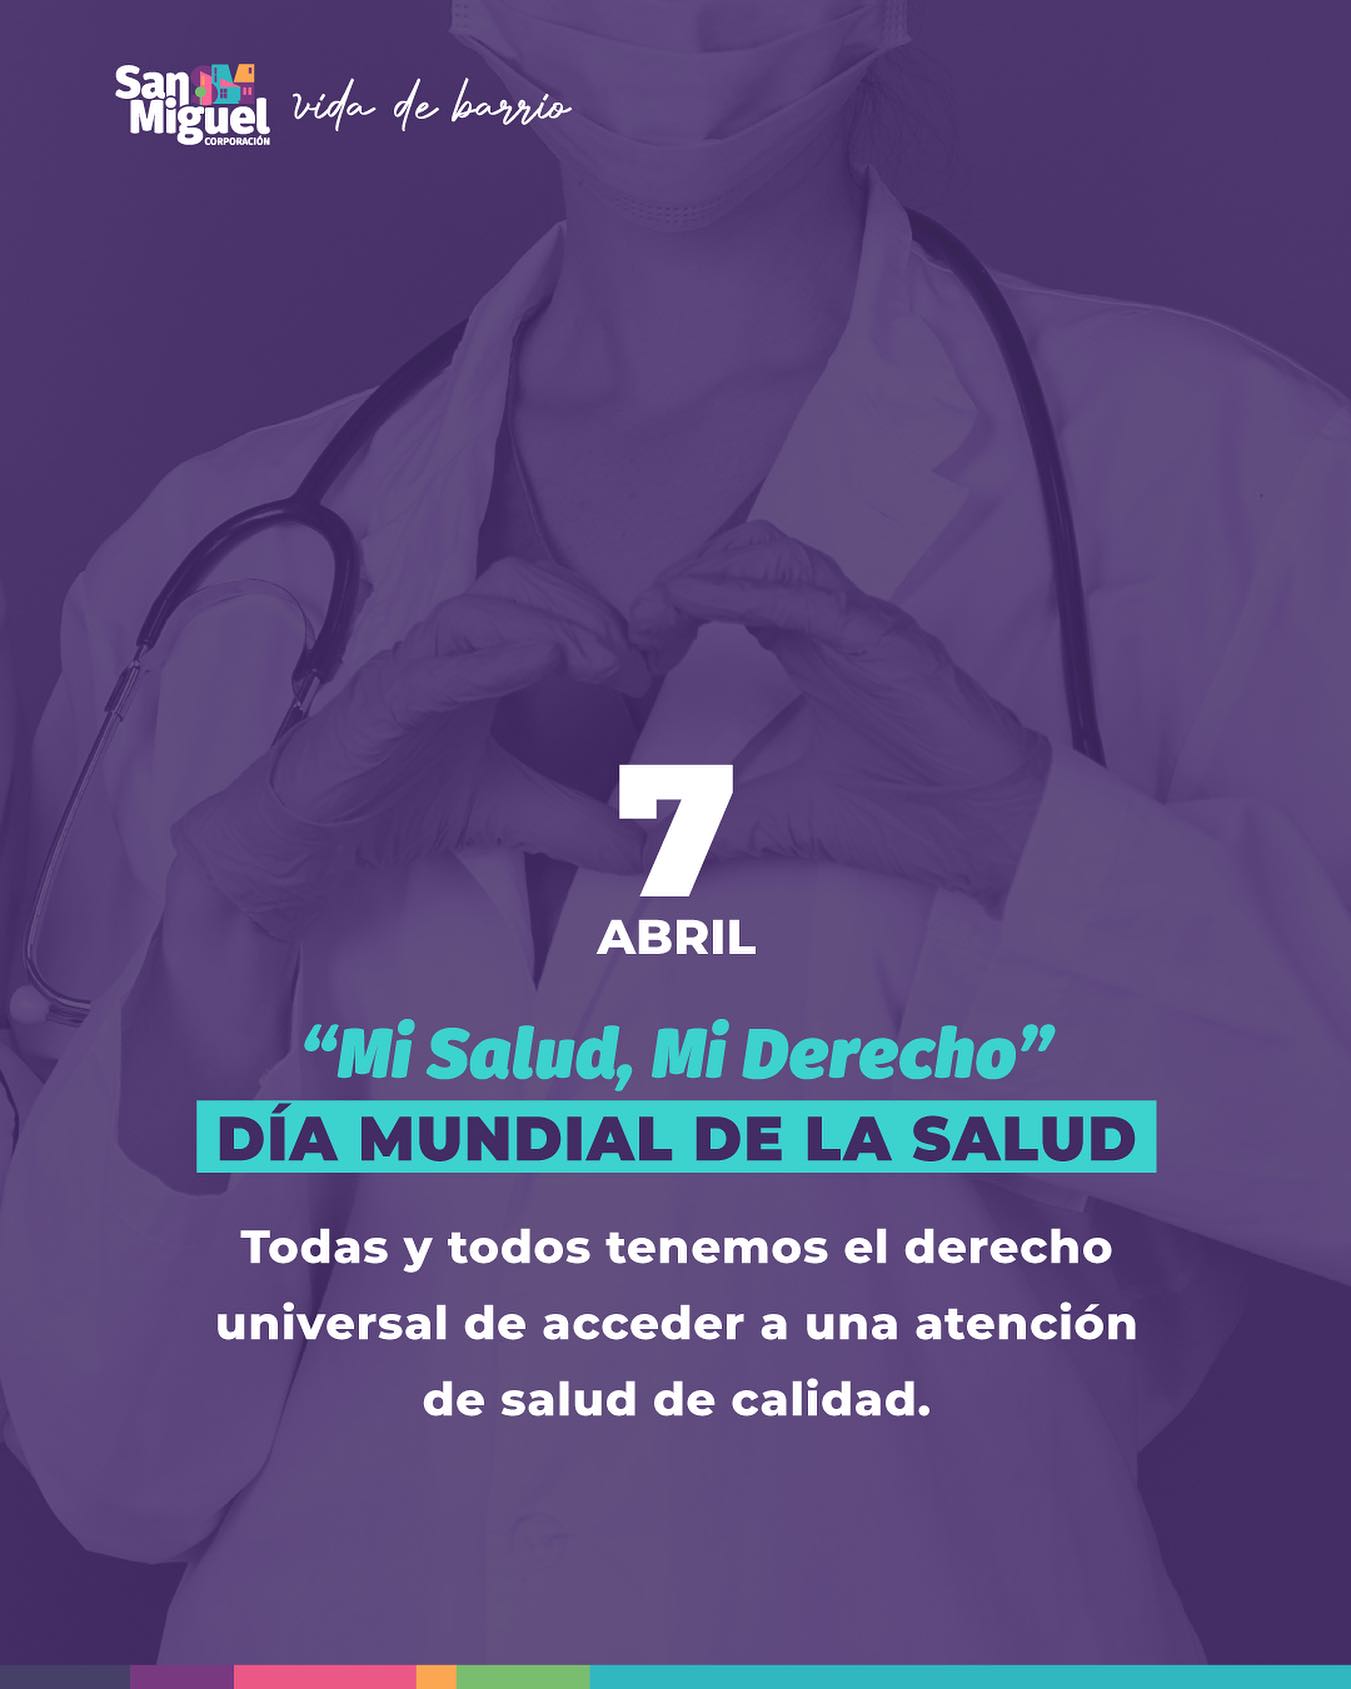 San
Miguel
CORPORACIÓN
vida de barrio
7
ABRIL
“Mi Salud, Mi Derecho”
DÍA MUNDIAL DE LA SALUD
Todas y todos tenemos el derecho
universal de acceder a una atención
de salud de calidad.